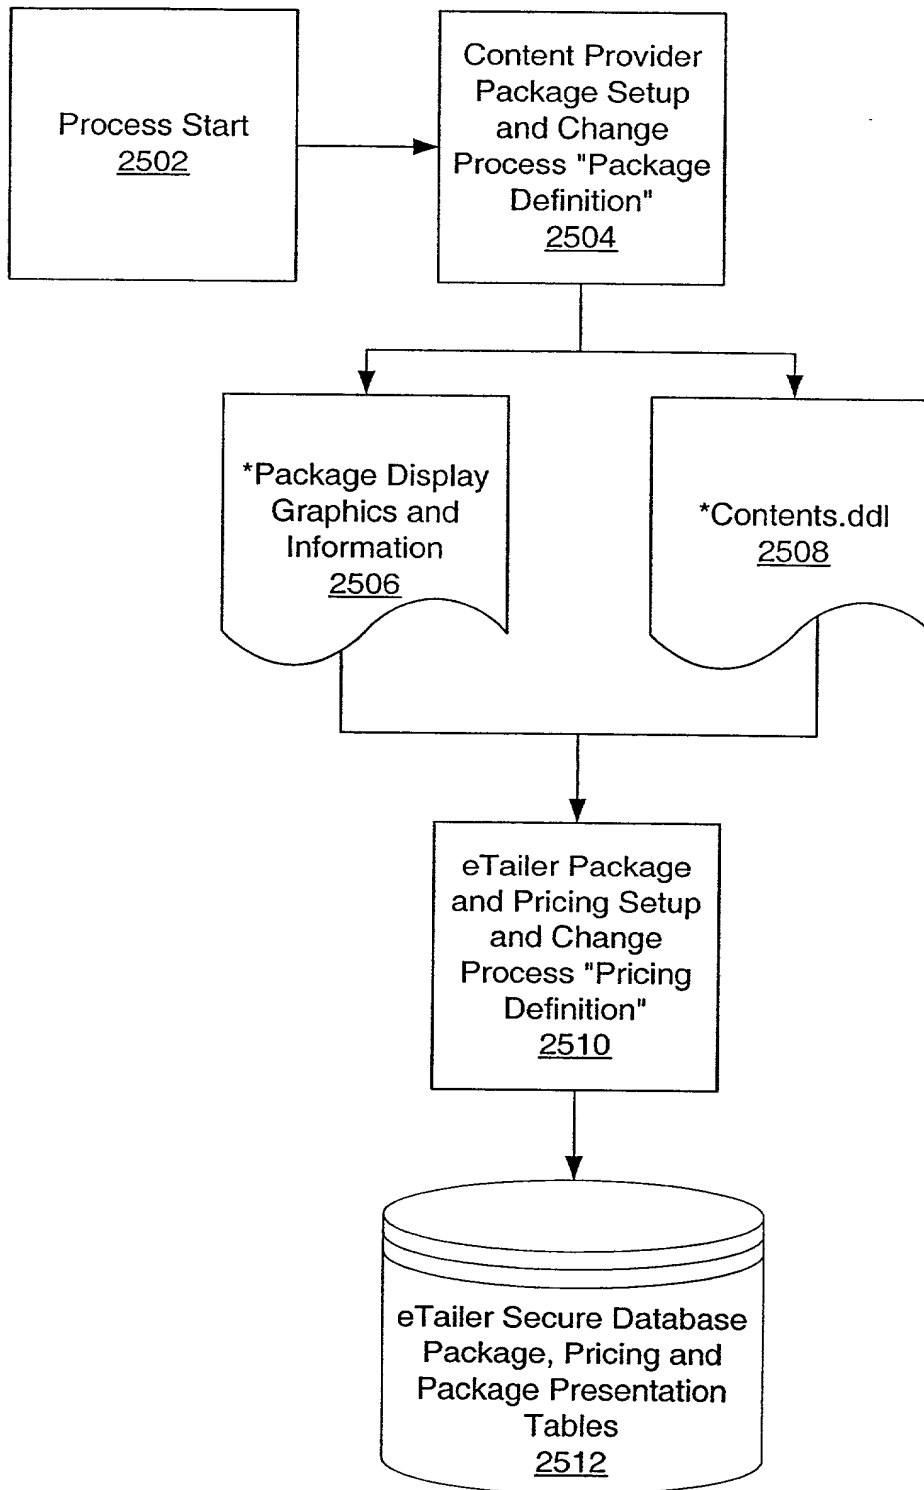 Process Start
2502
Content Provider
Package Setup
and Change
Process "Package
Definition"
2504
*Package Display
Graphics and
Information
2506
*Contents.ddl
2508
eTailer Package
and Pricing Setup
and Change
Process "Pricing
Definition"
2510
eTailer Secure Database
Package, Pricing and
Package Presentation
Tables
2512